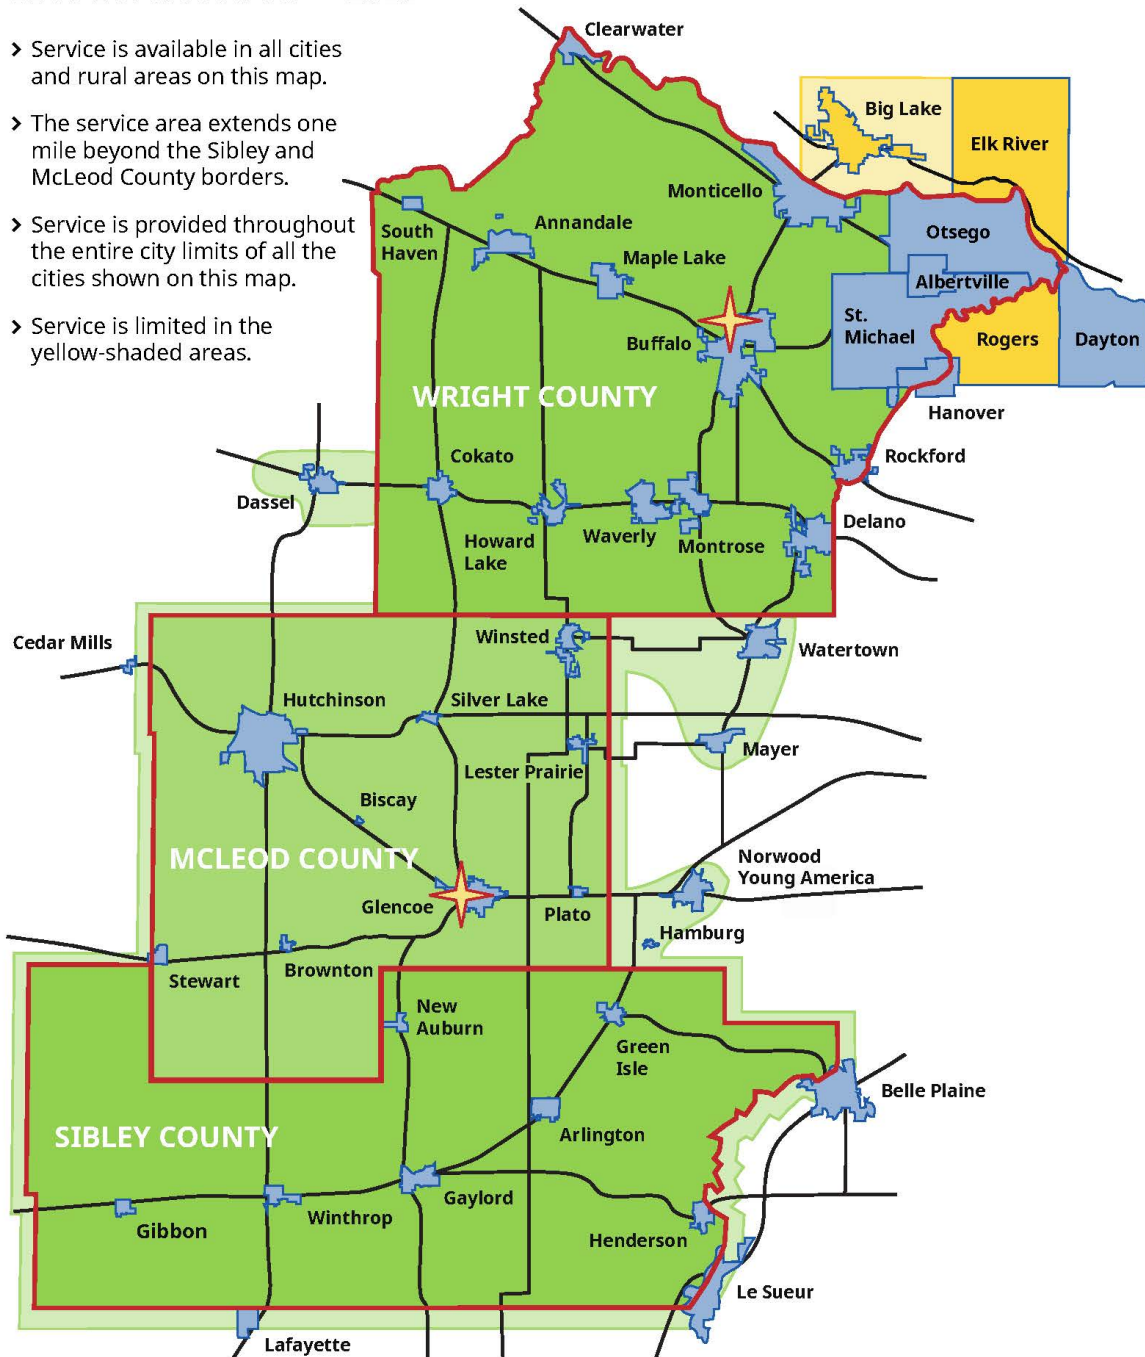 > Service is available in all cities
and rural areas on this map.
> The service area extends one
mile beyond the Sibley and
McLeod County borders.
> Service is provided throughout
the entire city limits of all the
cities shown on this map.
> Service is limited in the
yellow-shaded areas.
Clearwater
Big Lake
Elk River
Monticello
South
Haven
Annandale
Otsego
Maple Lake
Albertville
St.
Michael
Buffalo
Rogers
Dayton
WRIGHT COUNTY
Hanover
Cokato
Rockford
Dassel
Howard
Lake
Waverly
Montrose
Delano
Cedar Mills
Winsted
Watertown
Hutchinson
Silver Lake
Mayer
Lester Prairie
Biscay
MCLEOD COUNTY
Norwood
Young America
Glencoe
Plato
Hamburg
Stewart
Brownton
New
Auburn
Green
Isle
Belle Plaine
SIBLEY COUNTY
Arlington
Gaylord
Gibbon
Winthrop
Henderson
Le Sueur
Lafayette